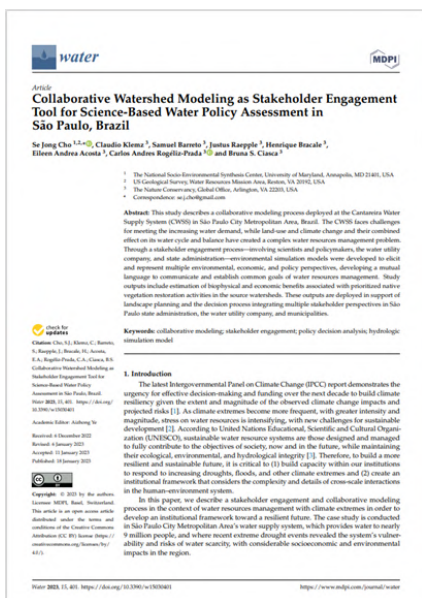 water
MDPI
Article
Collaborative Watershed Modeling as Stakeholder Engagement
Tool for Science-Based Water Policy Assessment in
São Paulo, Brazil
Se Jong Cho 1,2,*, Claudio Klemz 3, Samuel Barreto 3, Justus Raepple 3, Henrique Bracale 3,
Eileen Andrea Acosta 3, Carlos Andres Rogéliz-Prada 3 and Bruna S. Ciasca 3
1 The National Socio-Environmental Synthesis Center, University of Maryland, Annapolis, MD 21401, USA
2 US Geological Survey, Water Resources Mission Area, Reston, VA 20192, USA
3 The Nature Conservancy, Global Office, Arlington, VA 22203, USA
* Correspondence: secj.cho@gmail.com
Abstract: This study describes a collaborative modeling process deployed at the Cantareira Water
Supply System (CWSS) in São Paulo City Metropolitan Area, Brazil. The CWSS faces challenges
for meeting the increasing water demand, while land-use and climate change and their combined
effect on its water cycle and balance have created a complex water resources management problem.
Through a stakeholder engagement process—involving scientists and policymakers, the water utility
company, and state administration—environmental simulation models were developed to elicit
and represent multiple environmental, economic, and policy perspectives, developing a mutual
language to communicate and establish common goals of water resources management. Study
outputs include estimation of biophysical and economic benefits associated with prioritized native
vegetation restoration activities in the source watersheds. These outputs are deployed in support of
landscape planning and the decision process integrating multiple stakeholder perspectives in São
Paulo state administration, the water utility company, and municipalities.
Keywords: collaborative modeling; stakeholder engagement; policy decision analysis; hydrologic
simulation model
check for
updates
Citation: Cho, S.J.; Klemz, C.; Barreto,
S.; Raepple, J.; Bracale, H.; Acosta,
E.A.; Rogéliz-Prada, C.A.; Ciasca, B.S.
Collaborative Watershed Modeling as
Stakeholder Engagement Tool for
Science-Based Water Policy
Assessment in São Paulo, Brazil.
Water 2023, 15, 401. https://doi.org/
10.3390/w15030401
Academic Editor: Aizhong Ye
Received: 6 December 2022
Revised: 6 January 2023
Accepted: 11 January 2023
Published: 18 January 2023
Copyright: © 2023 by the authors.
Licensee MDPI, Basel, Switzerland.
This article is an open access article
distributed under the terms and
conditions of the Creative Commons
Attribution (CC BY) license (https://
creativecommons.org/licenses/by/
4.0/).
1. Introduction
The latest Intergovernmental Panel on Climate Change (IPCC) report demonstrates the
urgency for effective decision-making and funding over the next decade to build climate
resiliency given the extent and magnitude of the observed climate change impacts and
projected risks [1]. As climate extremes become more frequent, with greater intensity and
magnitude, stress on water resources is intensifying, with new challenges for sustainable
development [2]. According to United Nations Educational, Scientific and Cultural Organi-
zation (UNESCO), sustainable water resource systems are those designed and managed
to fully contribute to the objectives of society, now and in the future, while maintaining
their ecological, environmental, and hydrological integrity [3]. Therefore, to build a more
resilient and sustainable future, it is critical to (1) build capacity within our institutions
to respond to increasing droughts, floods, and other climate extremes and (2) create an
institutional framework that considers the complexity and details of cross-scale interactions
in the human-environment system.
In this paper, we describe a stakeholder engagement and collaborative modeling
process in the context of water resources management with climate extremes in order to
develop an institutional framework toward a resilient future. The case study is conducted
in São Paulo City Metropolitan Area's water supply system, which provides water to nearly
9 million people, and where recent extreme drought events revealed the system's vulner-
ability and risks of water scarcity, with considerable socioeconomic and environmental
impacts in the region.
Water 2023, 15, 401. https://doi.org/10.3390/w15030401
https://www.mdpi.com/journal/water